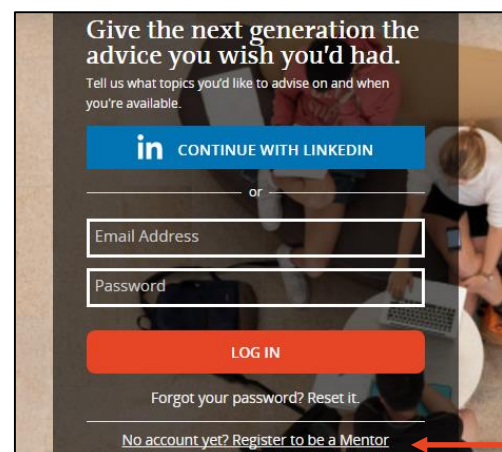 Give the next generation the
advice you wish you'd had.
Tell us what topics you'd like to advise on and when
you're available.
in CONTINUE WITH LINKEDIN
or
Email Address
Password
LOG IN
Forgot your password? Reset it.
No account yet? Register to be a Mentor